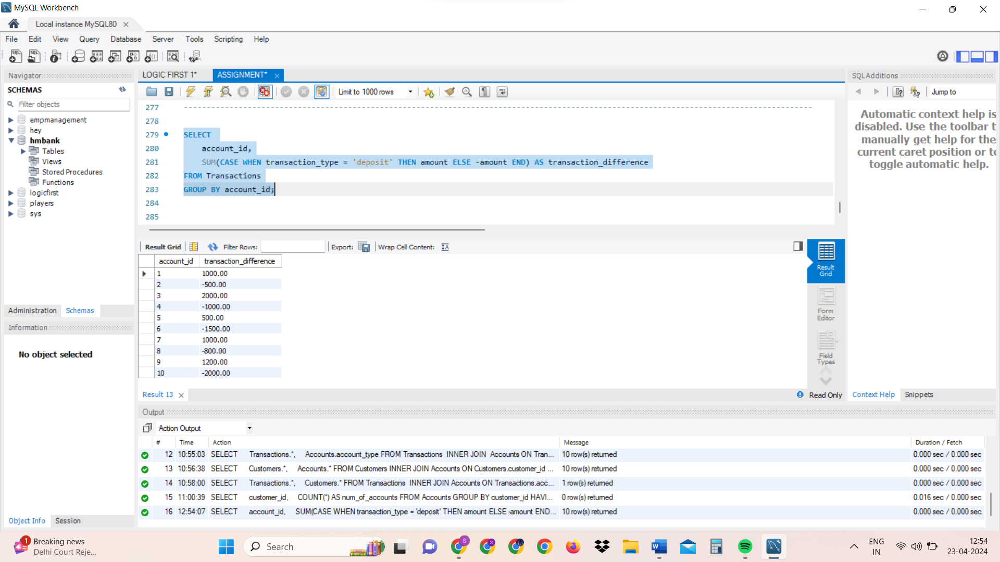 MySQL Workbench
Local instance MySQL80
File Edit View Query Database Server Tools Scripting Help
Navigator
SCHEMAS
Filter objects
empmanagement
hey
hmbank
Tables
Views
Stored Procedures
Functions
logicfirst
players
sys
Administration Schemas
Information
No object selected
Object Info Session
LOGIC FIRST 1* ASSIGNMENT*
Limit to 1000 rows
277 --------------------------------------------------------------------------------------------------------------------------------------------
278
279 SELECT
280 account_id,
281 SUM(CASE WHEN transaction_type = 'deposit' THEN amount ELSE -amount END) AS transaction_difference
282 FROM Transactions
283 GROUP BY account_id;
284
285
Result Grid Filter Rows: Export: Wrap Cell Content:
account_id transaction_difference
1 1000.00
2 -500.00
3 2000.00
4 -1000.00
5 500.00
6 -1500.00
7 1000.00
8 -800.00
9 1200.00
10 -2000.00
Result
Grid
Form
Editor
Field
Types
Result 13
Read Only
SQLAdditions
Jump to
Automatic context help is
disabled. Use the toolbar t
manually get help for the
current caret position or to
toggle automatic help.
Context Help Snippets
Output
Action Output
# Time Action Message Duration / Fetch
12 10:55:03 SELECT Transactions.*, Accounts.account_type FROM Transactions INNER JOIN Accounts ON Tran... 10 row(s) returned 0.000 sec / 0.000 sec
13 10:56:38 SELECT Customers.*, Accounts.* FROM Customers INNER JOIN Accounts ON Customers.customer_id ... 10 row(s) returned 0.000 sec / 0.000 sec
14 10:58:00 SELECT Transactions.*, Customers.* FROM Transactions INNER JOIN Accounts ON Transactions.acc... 1 row(s) returned 0.000 sec / 0.000 sec
15 11:00:39 SELECT customer_id, COUNT(*) AS num_of_accounts FROM Accounts GROUP BY customer_id HAVI... 0 row(s) returned 0.016 sec / 0.000 sec
16 12:54:07 SELECT account_id, SUM(CASE WHEN transaction_type = 'deposit' THEN amount ELSE -amount END... 10 row(s) returned 0.000 sec / 0.000 sec
1
Breaking news
Delhi Court Reje...
Search
S
S
ENG
IN
12:54
23-04-2024